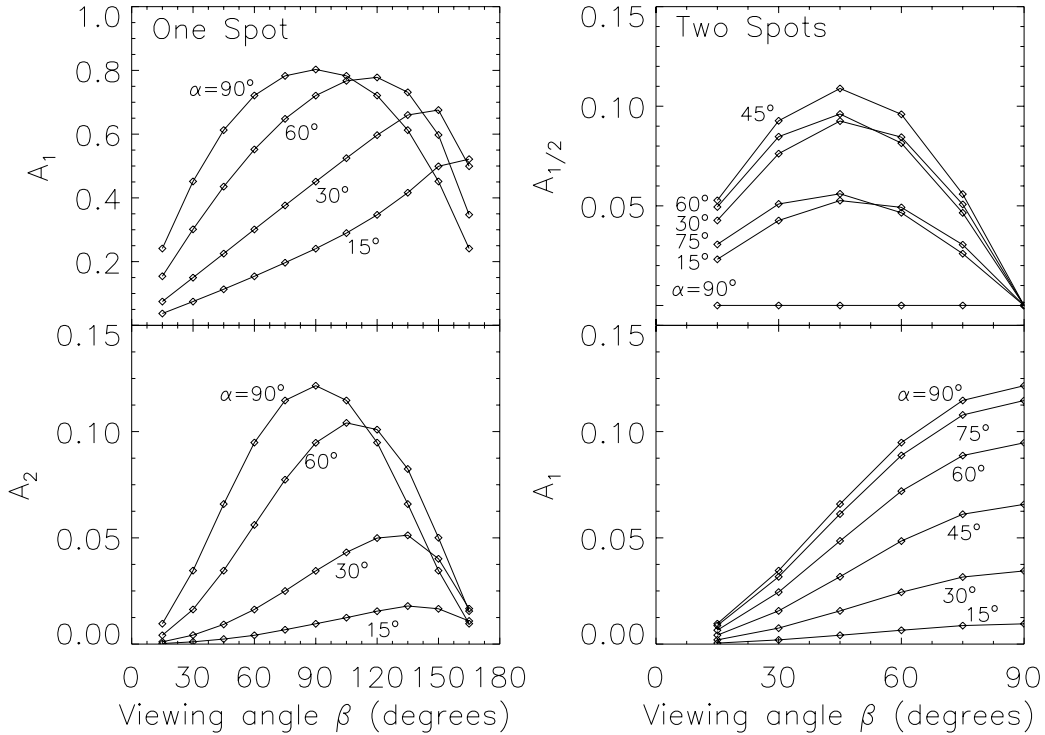 One Spot
A₁
1.0
0.8
0.6
0.4
0.2
α=90°
60°
30°
15°
Two Spots
A₁/₂
0.15
0.10
0.05
45°
60°
30°
75°
15°
α=90°
A₂
0.15
0.10
0.05
0.00
α=90°
60°
30°
15°
0 30 60 90 120 150 180
Viewing angle β (degrees)
A₁
0.15
0.10
0.05
0.00
α=90°
75°
60°
45°
30°
15°
0 30 60 90
Viewing angle β (degrees)